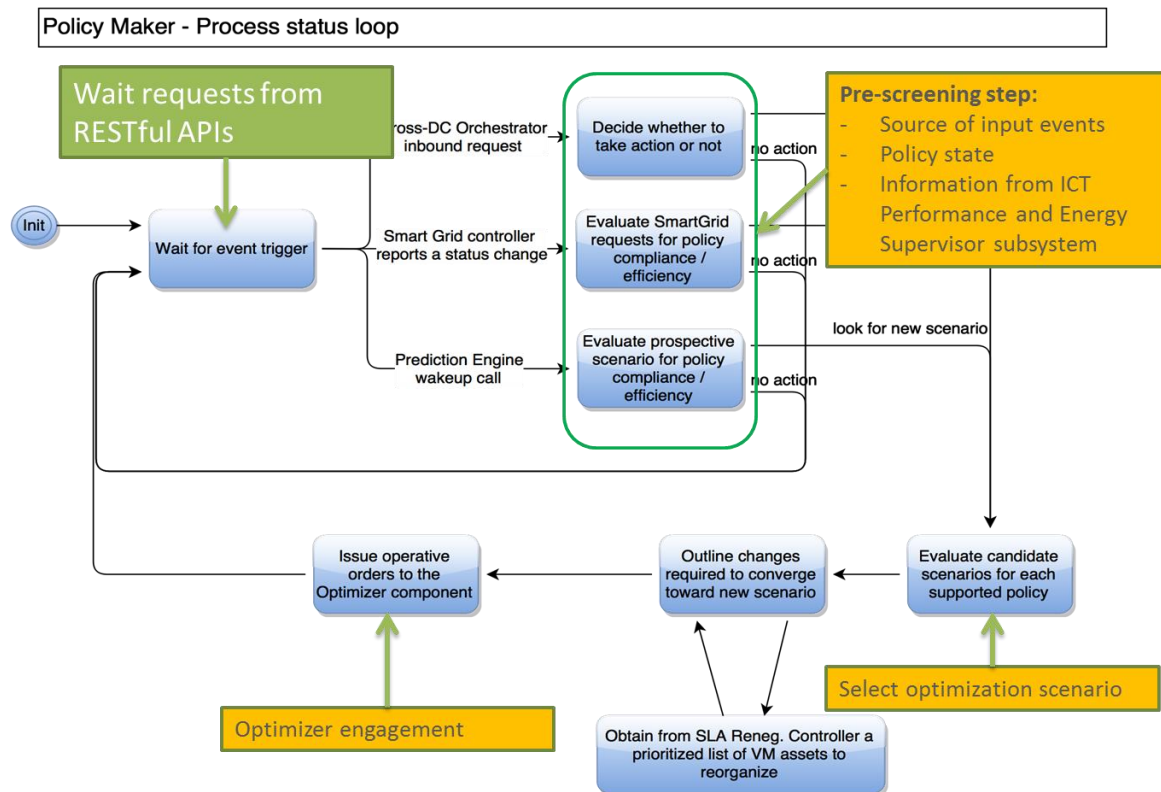 Policy Maker - Process status loop
Wait requests from
RESTful APIs
Init
Wait for event trigger
ross-DC Orchestrator
inbound request
Smart Grid controller
reports a status change
Prediction Engine
wakeup call
Decide whether to
take action or not
no action
Evaluate SmartGrid
requests for policy
compliance /
efficiency
no action
Evaluate prospective
scenario for policy
compliance /
efficiency
no action
Pre-screening step:
- Source of input events
- Policy state
- Information from ICT
Performance and Energy
Supervisor subsystem
look for new scenario
Issue operative
orders to the
Optimizer component
Outline changes
required to converge
toward new scenario
Evaluate candidate
scenarios for each
supported policy
Optimizer engagement
Obtain from SLA Reneg. Controller a
prioritized list of VM assets to
reorganize
Select optimization scenario